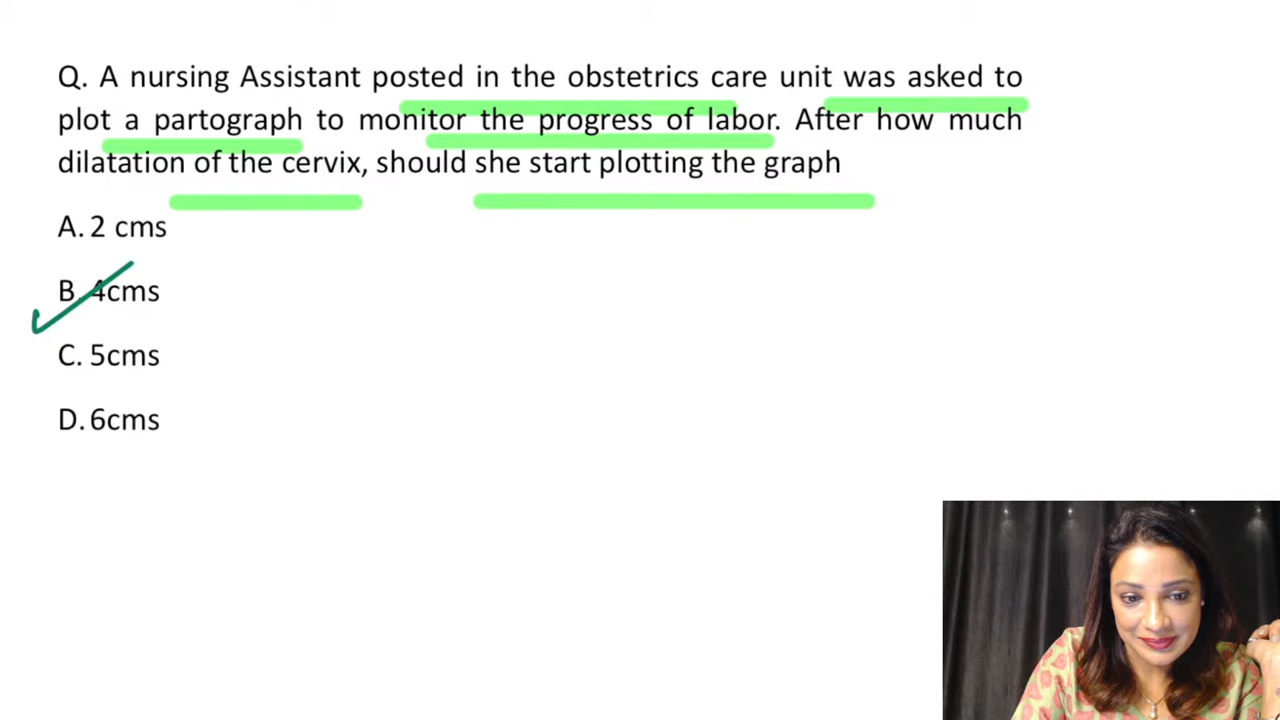 Q. A nursing Assistant posted in the obstetrics care unit was asked to
plot a partograph to monitor the progress of labor. After how much
dilatation of the cervix, should she start plotting the graph
A. 2 cms
B. 4cms
C. 5cms
D. 6cms